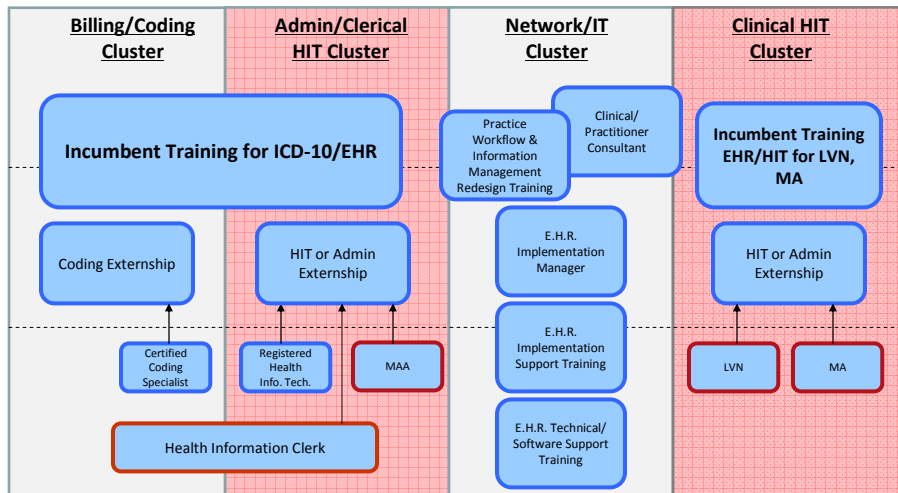 Billing/Coding
Cluster
Admin/Clerical
HIT Cluster
Network/IT
Cluster
Clinical HIT
Cluster
Incumbent Training for ICD-10/EHR
Practice
Workflow &
Information
Management
Redesign Training
Clinical/
Practitioner
Consultant
Incumbent Training
EHR/HIT for LVN,
MA
Coding Externship
HIT or Admin
Externship
E.H.R.
Implementation
Manager
HIT or Admin
Externship
Certified
Coding
Specialist
Registered
Health
Info. Tech.
MAA
E.H.R.
Implementation
Support Training
LVN
MA
Health Information Clerk
E.H.R. Technical/
Software Support
Training